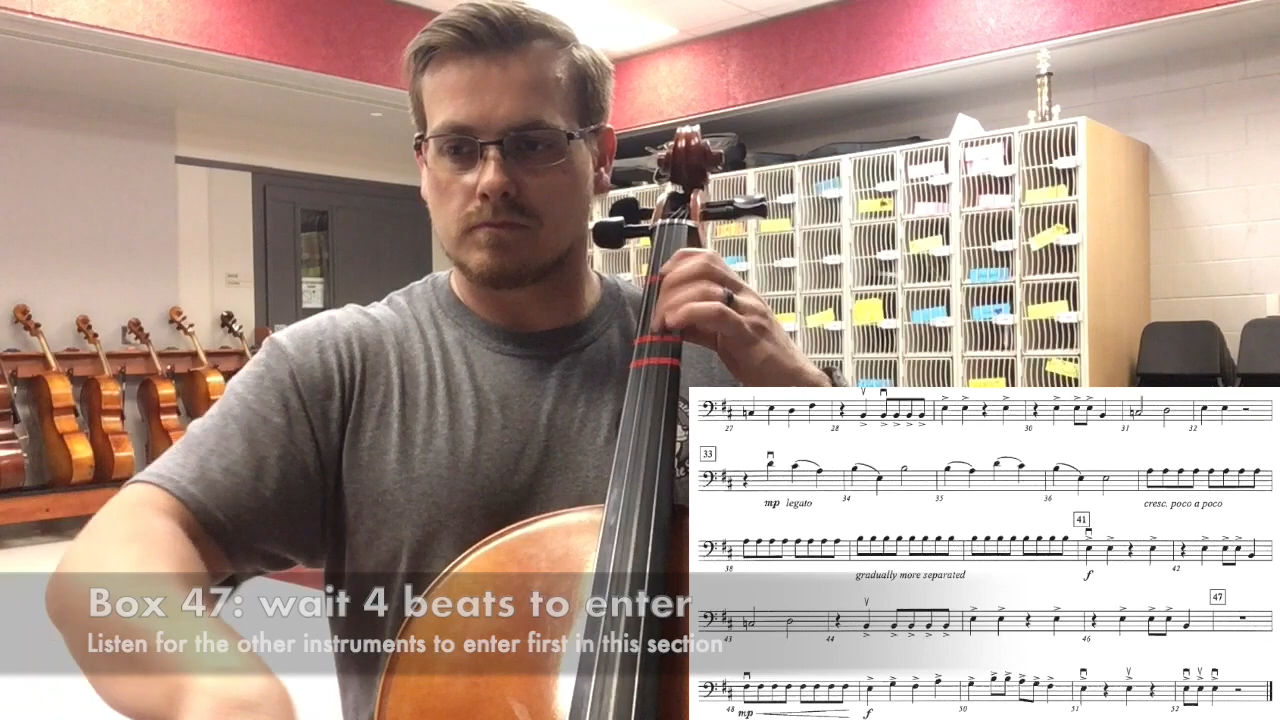 27 28 30 31 32
33
mp legato 34 35 36 cresc. poco a poco
41
38 gradually more separated f 42
47
43 44 46
48 mp f 50 51 52
Box 47: wait 4 beats to enter
Listen for the other instruments to enter first in this section